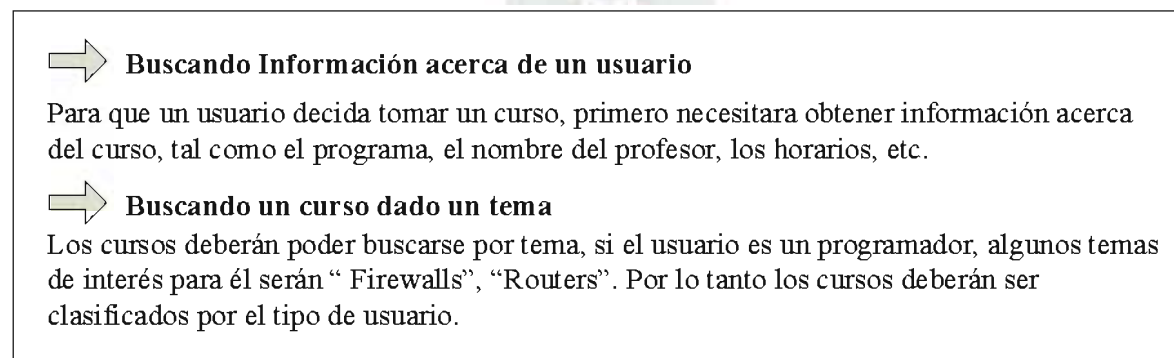 Buscando Información acerca de un usuario
Para que un usuario decida tomar un curso, primero necesitara obtener información acerca
del curso, tal como el programa, el nombre del profesor, los horarios, etc.
Buscando un curso dado un tema
Los cursos deberán poder buscarse por tema, si el usuario es un programador, algunos temas
de interés para él serán “ Firewalls”, “Routers”. Por lo tanto los cursos deberán ser
clasificados por el tipo de usuario.